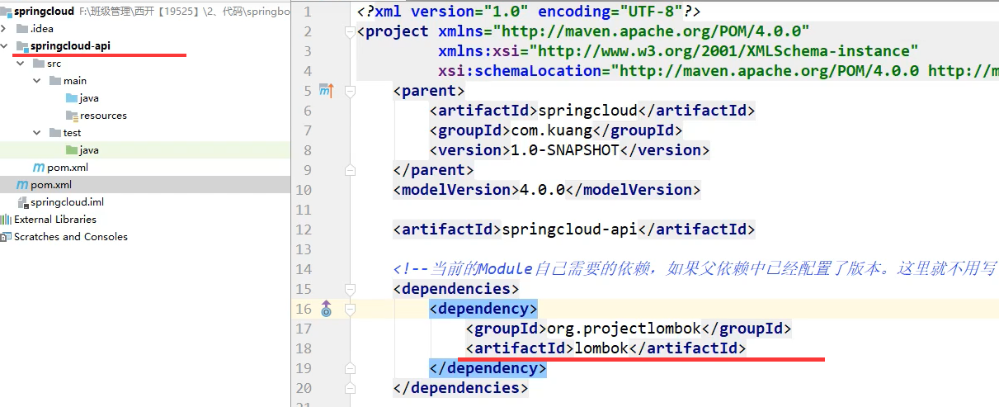 springcloud F:\班级管理\西开【19525】\2、代码\springbo
.idea
springcloud-api
src
main
java
resources
test
java
pom.xml
pom.xml
springcloud.iml
External Libraries
Scratches and Consoles
1 <?xml version="1.0" encoding="UTF-8"?>
2 <project xmlns="http://maven.apache.org/POM/4.0.0"
3 xmlns:xsi="http://www.w3.org/2001/XMLSchema-instance"
4 xsi:schemaLocation="http://maven.apache.org/POM/4.0.0 http://m
5 <parent>
6 <artifactId>springcloud</artifactId>
7 <groupId>com.kuang</groupId>
8 <version>1.0-SNAPSHOT</version>
9 </parent>
10 <modelVersion>4.0.0</modelVersion>
11
12 <artifactId>springcloud-api</artifactId>
13
14 <!--当前的Module自己需要的依赖，如果父依赖中已经配置了版本。这里就不用写
15 <dependencies>
16 <dependency>
17 <groupId>org.projectlombok</groupId>
18 <artifactId>lombok</artifactId>
19 </dependency>
20 </dependencies>
21